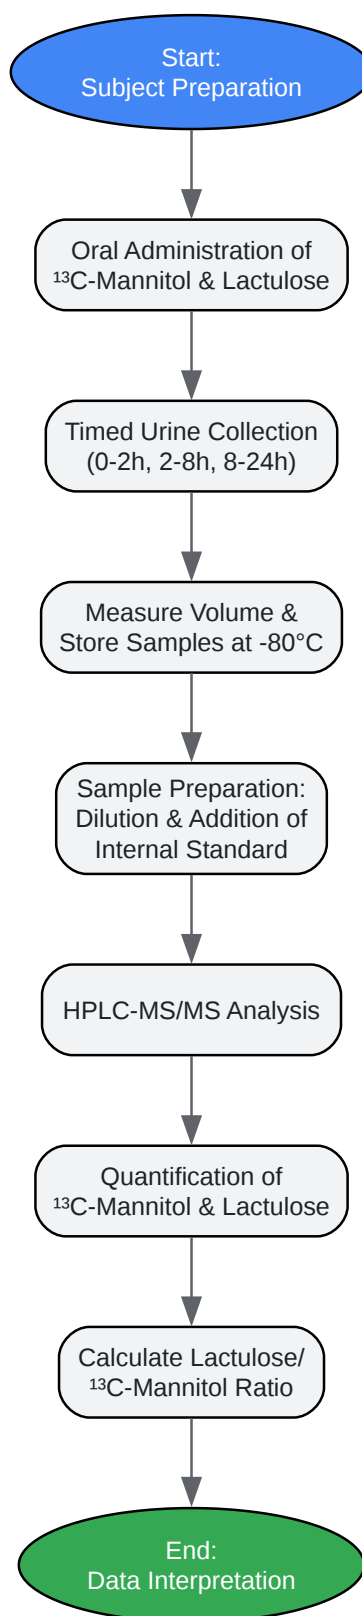 Start:
Subject Preparation
Oral Administration of
¹³C-Mannitol & Lactulose
Timed Urine Collection
(0-2h, 2-8h, 8-24h)
Measure Volume &
Store Samples at -80°C
Sample Preparation:
Dilution & Addition of
Internal Standard
HPLC-MS/MS Analysis
Quantification of
¹³C-Mannitol & Lactulose
Calculate Lactulose/
¹³C-Mannitol Ratio
End:
Data Interpretation